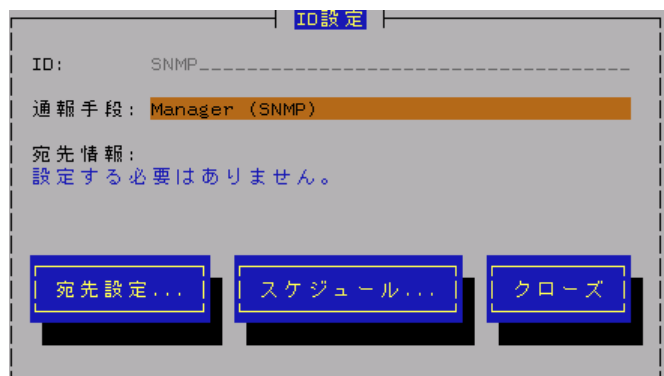 ID設定
ID: SNMP___________________________________
通報手段: Manager (SNMP)
宛先情報:
設定する必要はありません。
宛先設定... スケジュール... クローズ